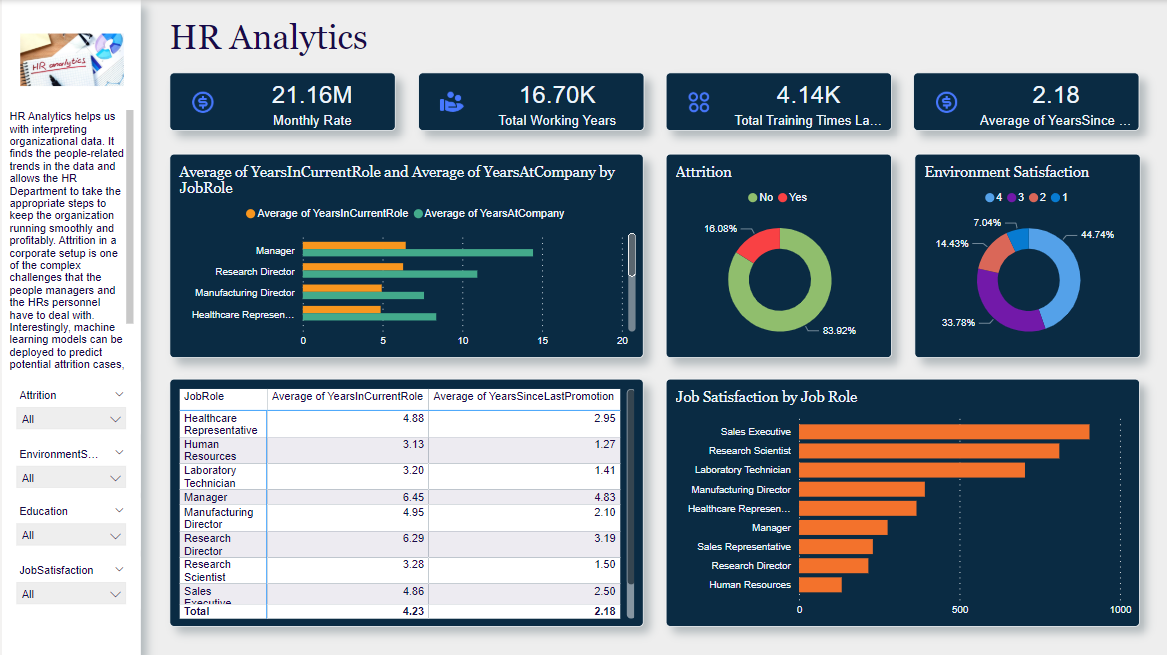 HR Analytics
HR analytics
HR Analytics helps us
with interpreting
organizational data. It
finds the people-related
trends in the data and
allows the HR
Department to take the
appropriate steps to
keep the organization
running smoothly and
profitably. Attrition in a
corporate setup is one
of the complex
challenges that the
people managers and
the HRs personnel
have to deal with.
Interestingly, machine
learning models can be
deployed to predict
potential attrition cases,
Attrition
All
EnvironmentS...
All
Education
All
JobSatisfaction
All
21.16M
Monthly Rate
16.70K
Total Working Years
4.14K
Total Training Times La...
2.18
Average of YearsSince ...
Average of YearsInCurrentRole and Average of YearsAtCompany by
JobRole
Average of YearsInCurrentRole Average of YearsAtCompany
Manager
Research Director
Manufacturing Director
Healthcare Represen...
0 5 10 15 20
Attrition
No Yes
16.08%
83.92%
Environment Satisfaction
4 3 2 1
7.04%
44.74%
14.43%
33.78%
JobRole Average of YearsInCurrentRole Average of YearsSinceLastPromotion
Healthcare 4.88 2.95
Representative
Human 3.13 1.27
Resources
Laboratory 3.20 1.41
Technician
Manager 6.45 4.83
Manufacturing 4.95 2.10
Director
Research 6.29 3.19
Director
Research 3.28 1.50
Scientist
Sales 4.86 2.50
Executive
Total 4.23 2.18
Job Satisfaction by Job Role
Sales Executive
Research Scientist
Laboratory Technician
Manufacturing Director
Healthcare Represen...
Manager
Sales Representative
Research Director
Human Resources
0 500 1000